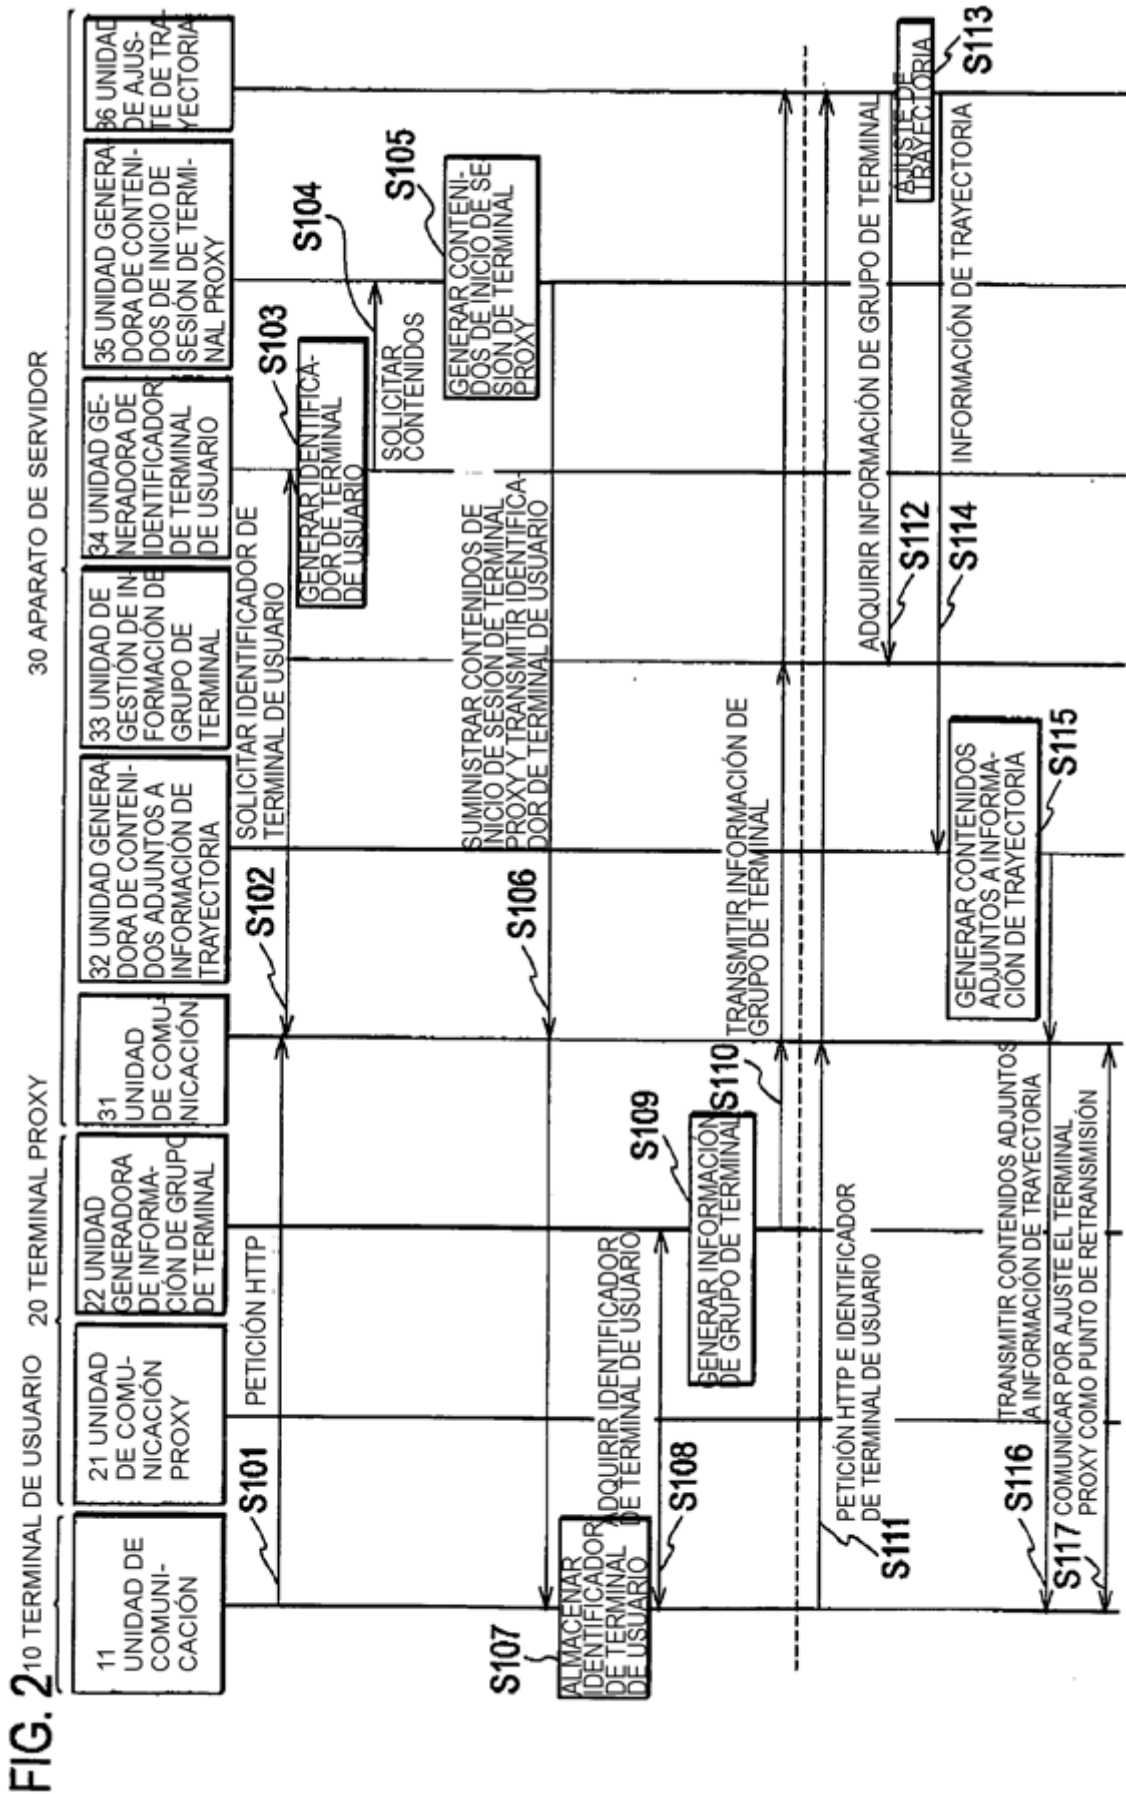 FIG. 2
10 TERMINAL DE USUARIO
20 TERMINAL PROXY
30 APARATO DE SERVIDOR
11
UNIDAD DE
COMUNI-
CACIÓN
21 UNIDAD
DE COMU-
NICACIÓN
PROXY
22 UNIDAD
GENERADORA
DE INFORMA-
CIÓN DE GRUPO
DE TERMINAL
31
UNIDAD
DE COMU-
NICACIÓN
32 UNIDAD GENERA-
DORA DE CONTENI-
DOS ADJUNTOS A
INFORMACIÓN DE
TRAYECTORIA
33 UNIDAD DE
GESTIÓN DE IN-
FORMACIÓN DE
GRUPO DE
TERMINAL
34 UNIDAD GE-
NERADORA DE
IDENTIFICADOR
DE TERMINAL
DE USUARIO
35 UNIDAD GENERA-
DORA DE CONTENI-
DOS DE INICIO DE
SESIÓN DE TERMI-
NAL PROXY
36 UNIDAD
DE AJUS-
TE DE TRA-
YECTORIA
S101
PETICIÓN HTTP
S102
SOLICITAR IDENTIFICADOR DE
TERMINAL DE USUARIO
S103
GENERAR IDENTIFICA-
DOR DE TERMINAL
DE USUARIO
S104
SOLICITAR
CONTENIDOS
S105
GENERAR CONTENI-
DOS DE INICIO DE SE-
SIÓN DE TERMINAL
PROXY
S106
SUMINISTRAR CONTENIDOS DE
INICIO DE SESIÓN DE TERMINAL
PROXY Y TRANSMITIR IDENTIFICA-
DOR DE TERMINAL DE USUARIO
S107
ALMACENAR
IDENTIFICADOR
DE TERMINAL
DE USUARIO
S108
ADQUIRIR IDENTIFICADOR
DE TERMINAL DE USUARIO
S109
GENERAR INFORMACIÓN
DE GRUPO DE TERMINAL
S110
TRANSMITIR INFORMACIÓN DE
GRUPO DE TERMINAL
S111
PETICIÓN HTTP E IDENTIFICADOR
DE TERMINAL DE USUARIO
S112
ADQUIRIR INFORMACIÓN DE GRUPO DE TERMINAL
S113
AJUSTE DE
TRAYECTORIA
S114
INFORMACIÓN DE TRAYECTORIA
S115
GENERAR CONTENIDOS
ADJUNTOS A INFORMA-
CIÓN DE TRAYECTORIA
S116
TRANSMITIR CONTENIDOS ADJUNTOS
A INFORMACIÓN DE TRAYECTORIA
S117
COMUNICAR POR AJUSTE EL TERMINAL
PROXY COMO PUNTO DE RETRANSMISIÓN